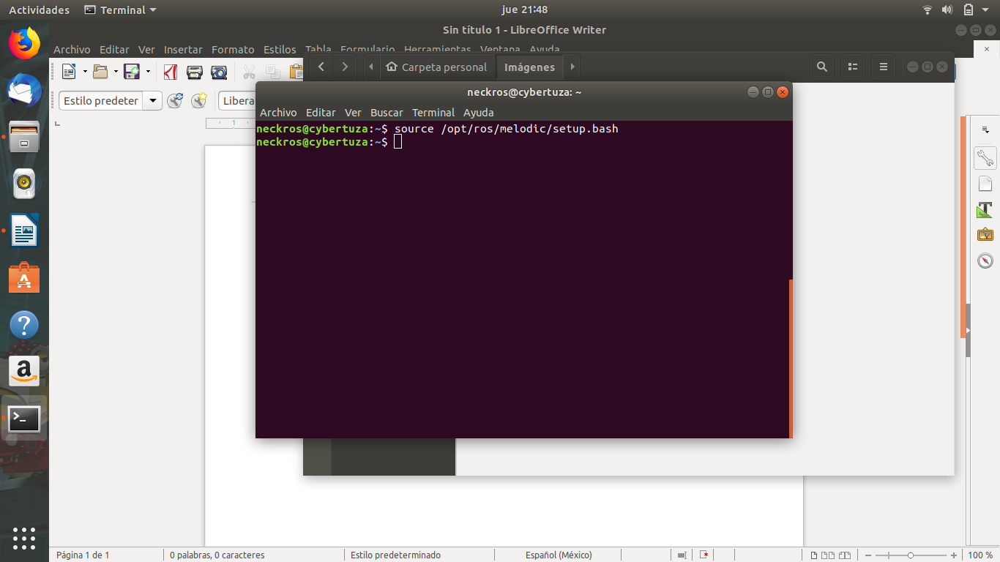 Actividades Terminal jue 21:48
Sin título 1 - LibreOffice Writer
Archivo Editar Ver Insertar Formato Estilos Tabla Formulario Herramientas Ventana Ayuda
Carpeta personal Imágenes
Estilo predeter Libera
neckros@cybertuza: ~
Archivo Editar Ver Buscar Terminal Ayuda
neckros@cybertuza:~$ source /opt/ros/melodic/setup.bash
neckros@cybertuza:~$
1
Página 1 de 1 0 palabras, 0 caracteres Estilo predeterminado Español (México) 100 %